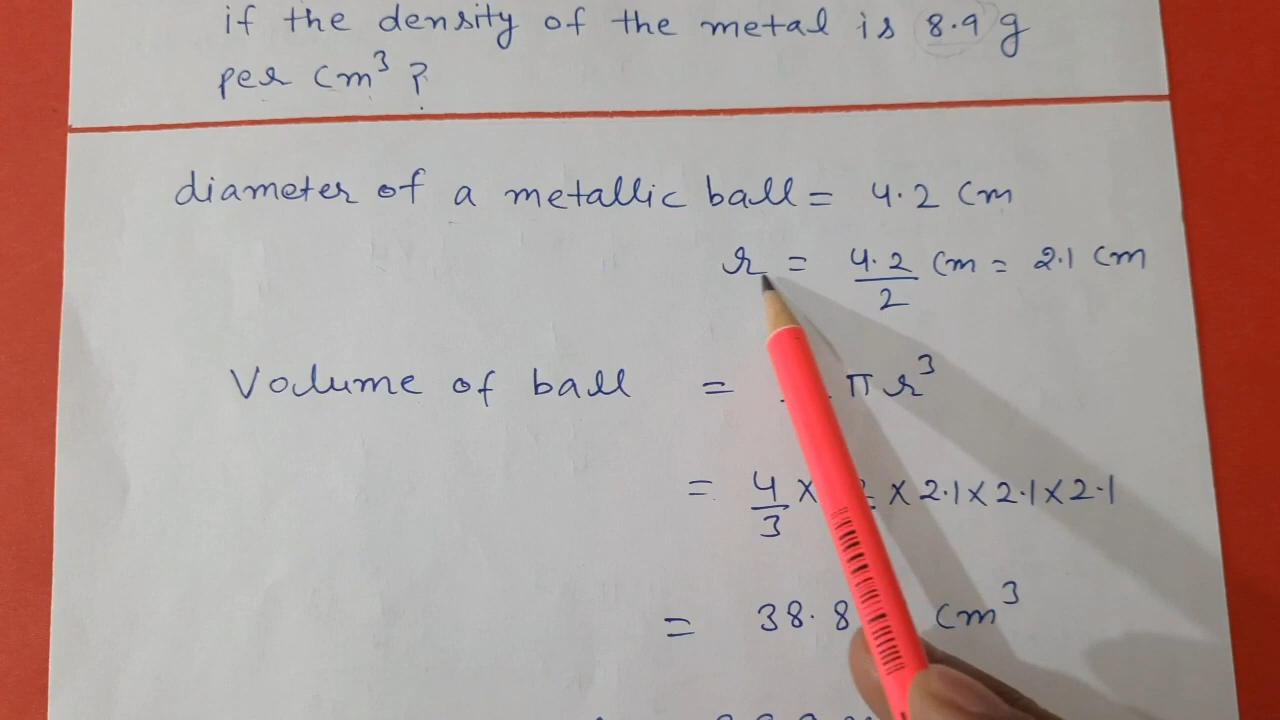 if the density of the metal is 8.9 g
per cm³ ?
diameter of a metallic ball = 4.2 cm
r = 4.2/2 cm = 2.1 cm
Volume of ball = πr³
= 4/3 × × 2.1 × 2.1 × 2.1
= 38.8 cm³